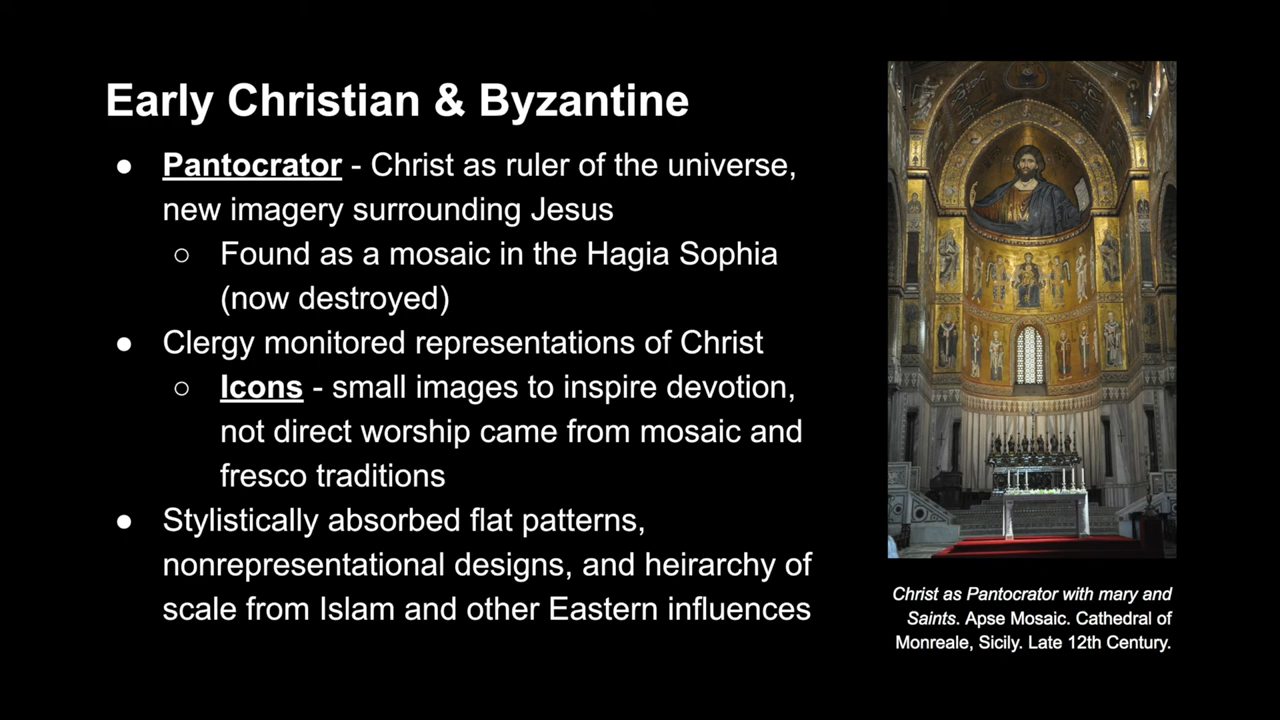 Early Christian & Byzantine
● Pantocrator - Christ as ruler of the universe,
new imagery surrounding Jesus
○ Found as a mosaic in the Hagia Sophia
(now destroyed)
● Clergy monitored representations of Christ
○ Icons - small images to inspire devotion,
not direct worship came from mosaic and
fresco traditions
● Stylistically absorbed flat patterns,
nonrepresentational designs, and heirarchy of
scale from Islam and other Eastern influences
Christ as Pantocrator with mary and
Saints. Apse Mosaic. Cathedral of
Monreale, Sicily. Late 12th Century.